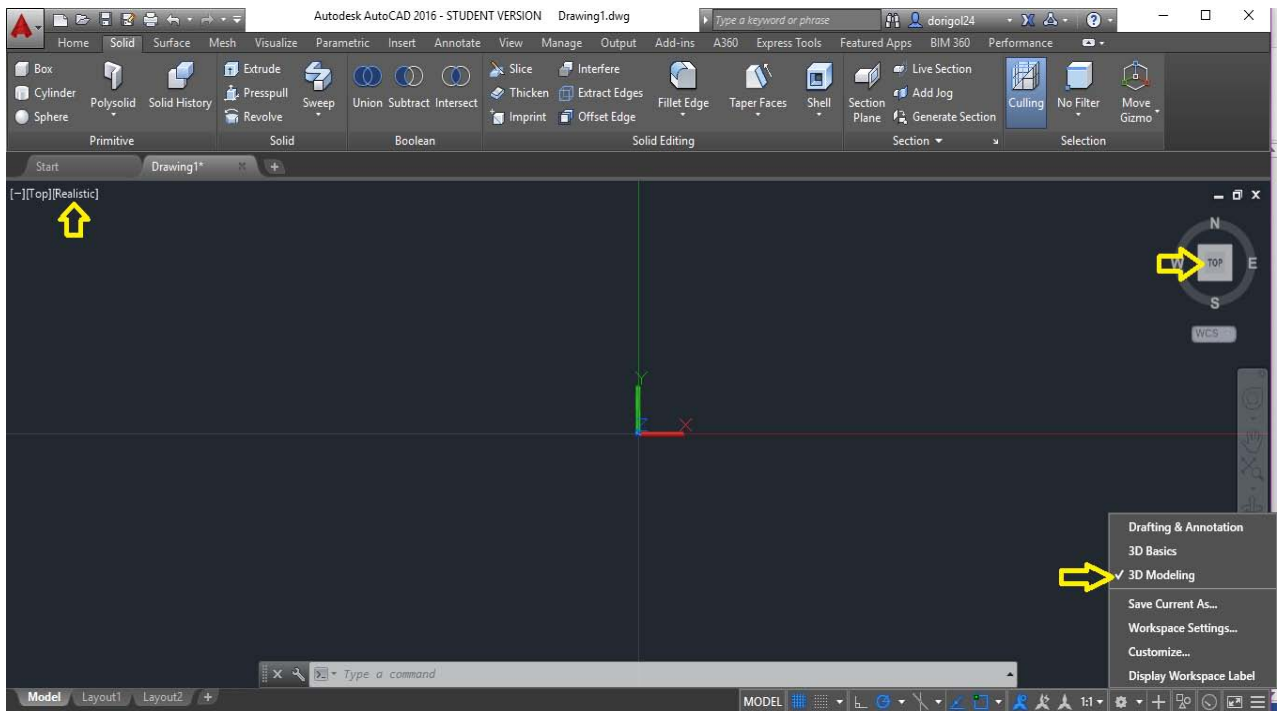 Autodesk AutoCAD 2016 - STUDENT VERSION Drawing1.dwg Type a keyword or phrase dorigol24
Home Solid Surface Mesh Visualize Parametric Insert Annotate View Manage Output Add-ins A360 Express Tools Featured Apps BIM 360 Performance
Box
Cylinder
Sphere
Polysolid
Solid History
Extrude
Presspull
Revolve
Sweep
Union Subtract Intersect
Slice
Thicken
Imprint
Interfere
Extract Edges
Offset Edge
Fillet Edge
Taper Faces
Shell
Section
Plane
Live Section
Add Jog
Generate Section
Culling
No Filter
Move
Gizmo
Primitive Solid Boolean Solid Editing Section Selection
Start Drawing1* +
[−][Top][Realistic]
N
W TOP E
S
WCS
Y
Z X
Drafting & Annotation
3D Basics
✓ 3D Modeling
Save Current As...
Workspace Settings...
Customize...
Display Workspace Label
Type a command
Model Layout1 Layout2 + MODEL 1:1